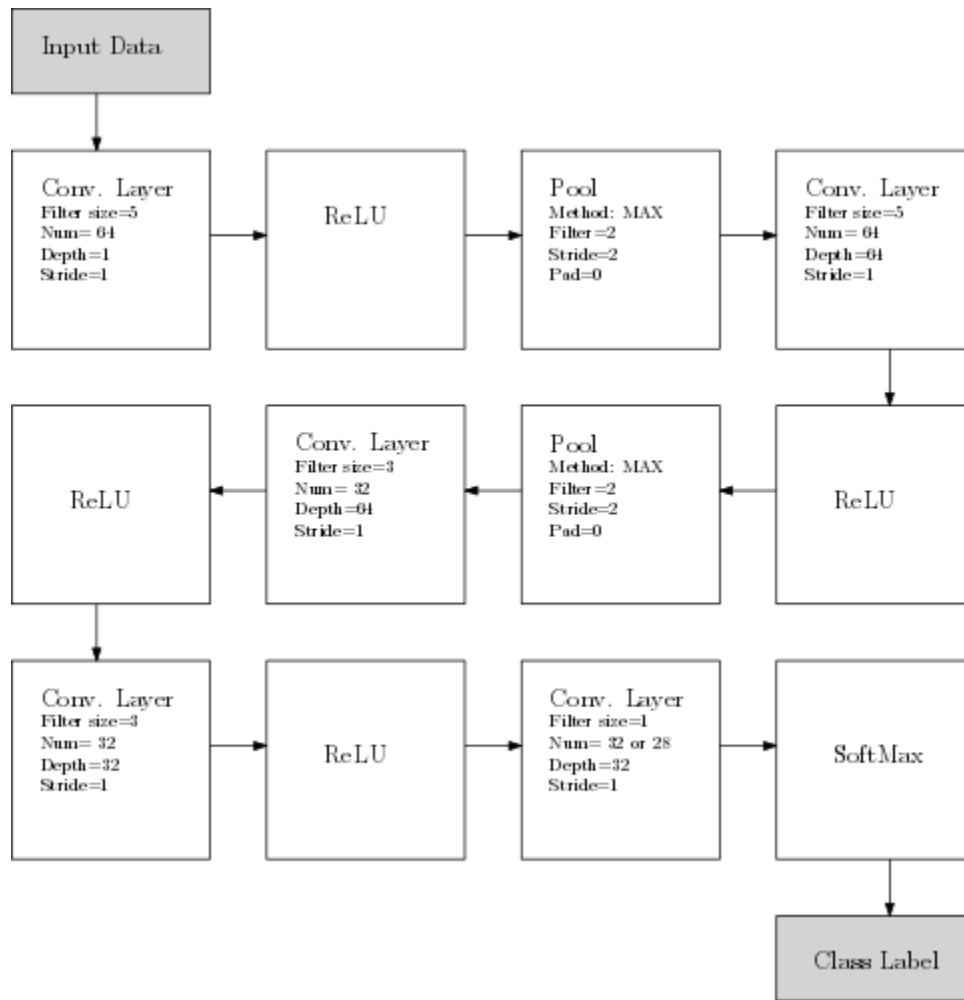 Input Data
Conv. Layer
Filter size=5
Num= 64
Depth=1
Stride=1
ReLU
Pool
Method: MAX
Filter=2
Stride=2
Pad=0
Conv. Layer
Filter size=5
Num= 64
Depth=64
Stride=1
ReLU
Pool
Method: MAX
Filter=2
Stride=2
Pad=0
Conv. Layer
Filter size=3
Num= 32
Depth=64
Stride=1
ReLU
Conv. Layer
Filter size=3
Num= 32
Depth=32
Stride=1
ReLU
Conv. Layer
Filter size=1
Num= 32 or 28
Depth=32
Stride=1
SoftMax
Class Label